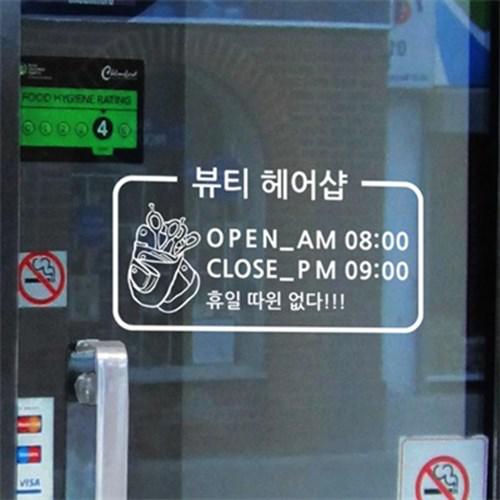 FOOD HYGIENE RATING
4
뷰티 헤어샵
OPEN_AM 08:00
CLOSE_PM 09:00
휴일 따윈 없다!!!
VISA